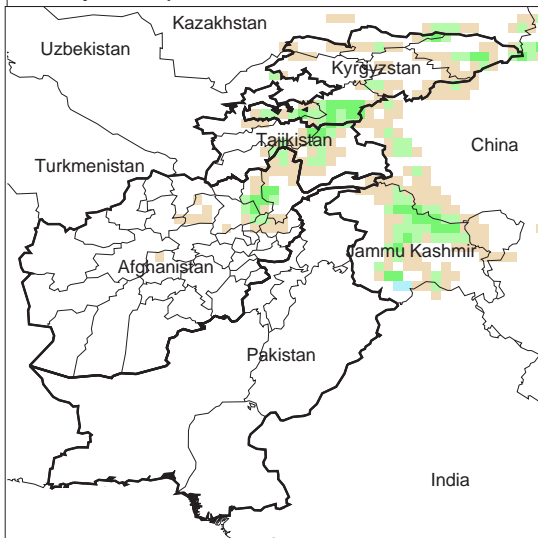 Kazakhstan
Uzbekistan
Kyrgyzstan
Tajikistan
China
Turkmenistan
Jammu Kashmir
Afghanistan
Pakistan
India